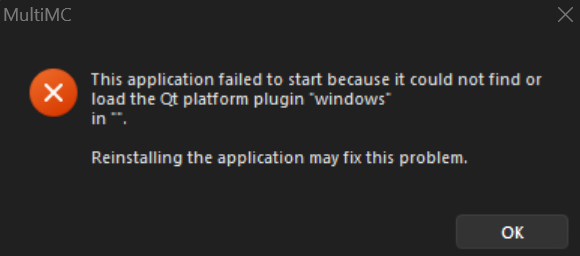 MultiMC
This application failed to start because it could not find or
load the Qt platform plugin "windows"
in "".
Reinstalling the application may fix this problem.
OK